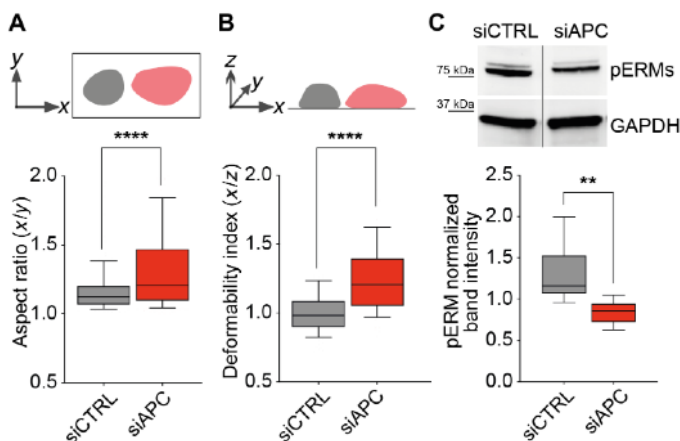 A
y
x
****
2.0
1.5
1.0
0.5
Aspect ratio (x/y)
siCTRL
siAPC
B
z
y
x
****
2.0
1.5
1.0
0.5
Deformability index (x/z)
siCTRL
siAPC
C
siCTRL siAPC
75 kDa
pERMs
37 kDa
GAPDH
**
2.5
2.0
1.5
1.0
0.5
0.0
pERM normalized
band intensity
siCTRL
siAPC